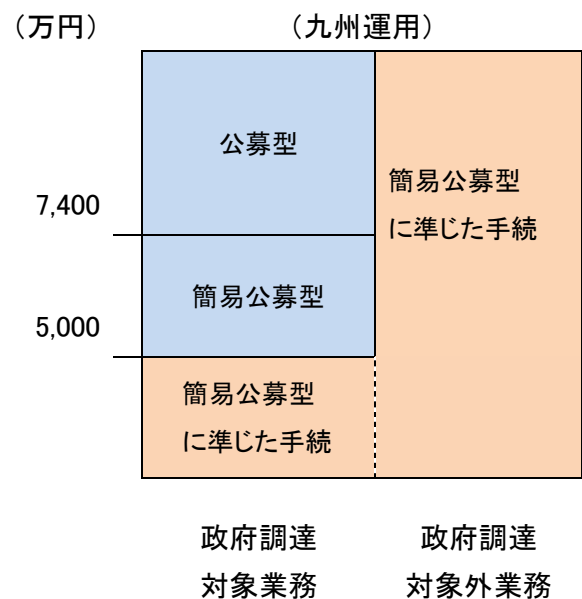 （万円）
（九州運用）
公募型
7,400
簡易公募型
に準じた手続
簡易公募型
5,000
簡易公募型
に準じた手続
政府調達
対象業務
政府調達
対象外業務